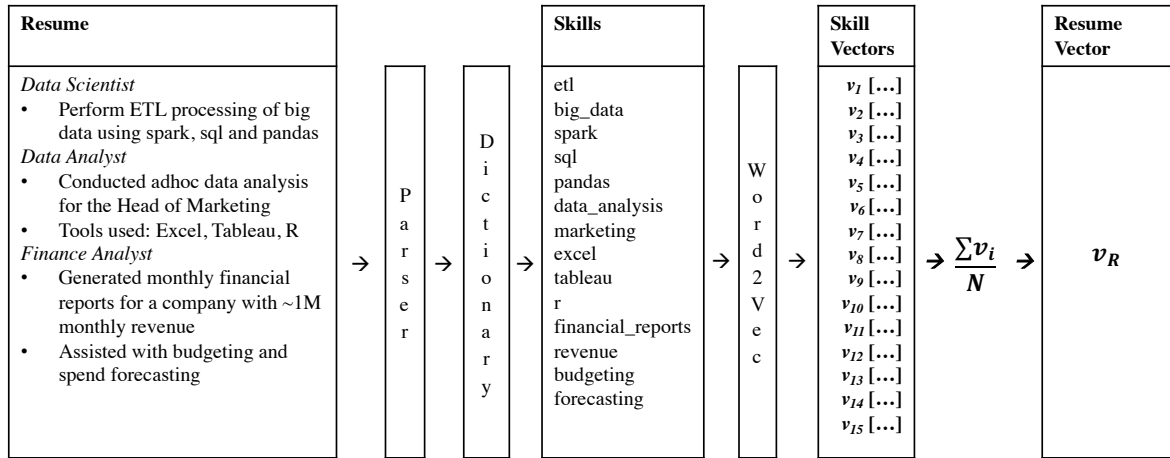 Resume
Data Scientist
• Perform ETL processing of big
data using spark, sql and pandas
Data Analyst
• Conducted adhoc data analysis
for the Head of Marketing
• Tools used: Excel, Tableau, R
Finance Analyst
• Generated monthly financial
reports for a company with ~1M
monthly revenue
• Assisted with budgeting and
spend forecasting
→
Parser
→
Dictionary
→
Skills
etl
big_data
spark
sql
pandas
data_analysis
marketing
excel
tableau
r
financial_reports
revenue
budgeting
forecasting
→
Word2Vec
→
Skill
Vectors
v1 […]
v2 […]
v3 […]
v4 […]
v5 […]
v6 […]
v7 […]
v8 […]
v9 […]
v10 […]
v11 […]
v12 […]
v13 […]
v14 […]
v15 […]
→
∑vi
N
→
Resume
Vector
vR